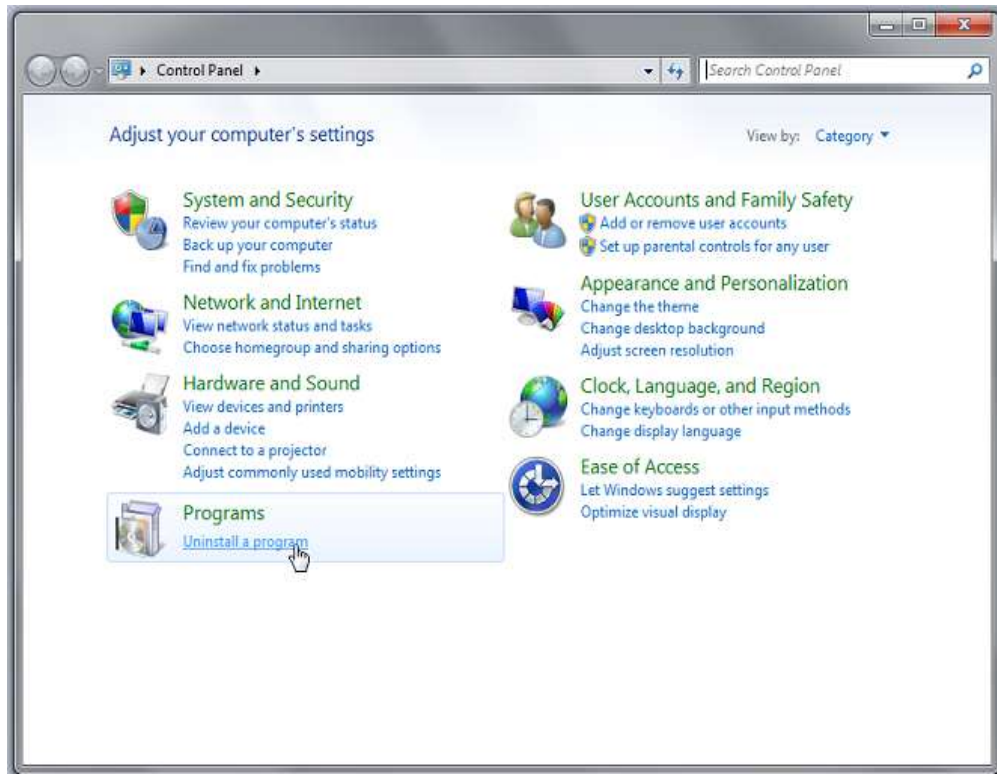 Control Panel
Search Control Panel
Adjust your computer's settings
View by: Category
System and Security
Review your computer's status
Back up your computer
Find and fix problems
Network and Internet
View network status and tasks
Choose homegroup and sharing options
Hardware and Sound
View devices and printers
Add a device
Connect to a projector
Adjust commonly used mobility settings
Programs
Uninstall a program
User Accounts and Family Safety
Add or remove user accounts
Set up parental controls for any user
Appearance and Personalization
Change the theme
Change desktop background
Adjust screen resolution
Clock, Language, and Region
Change keyboards or other input methods
Change display language
Ease of Access
Let Windows suggest settings
Optimize visual display